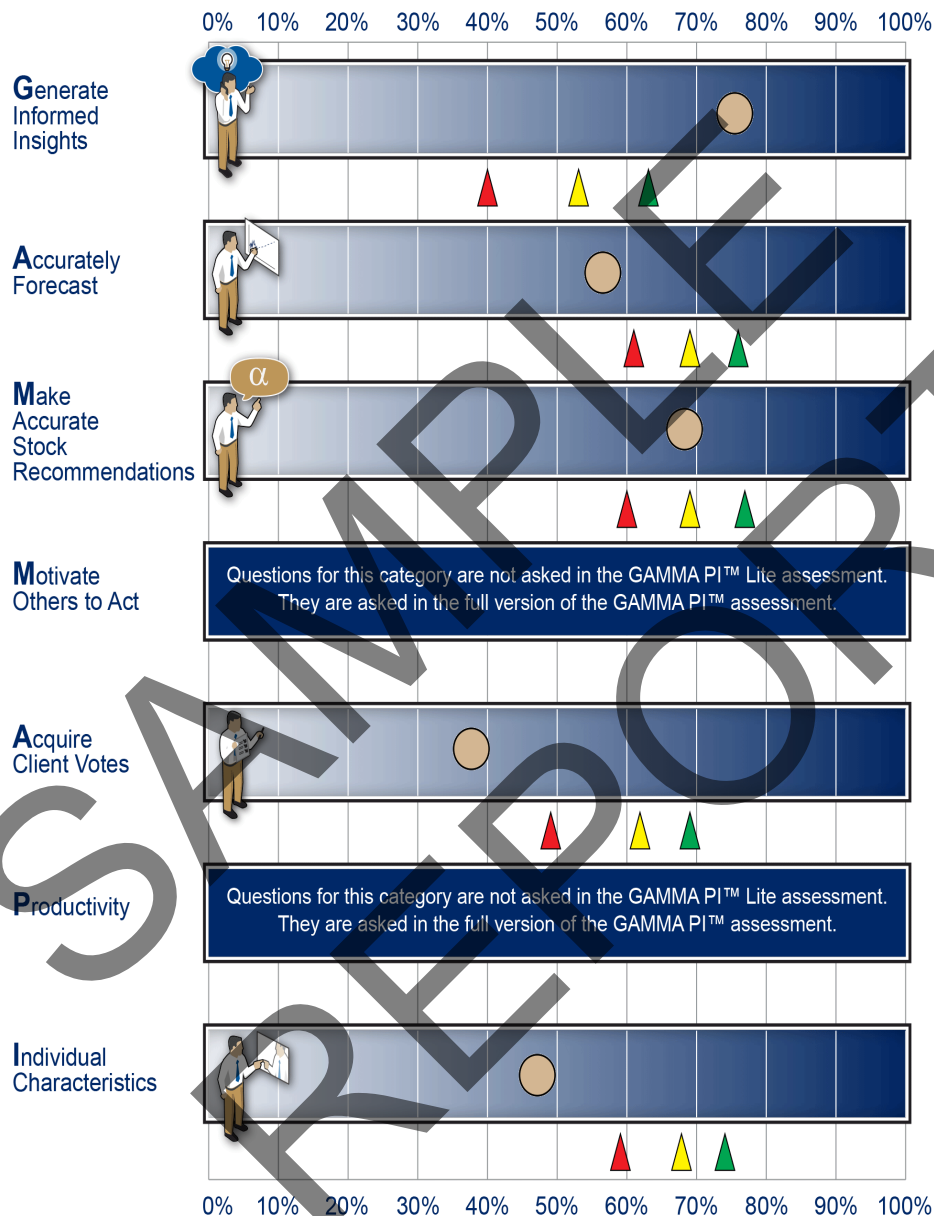 0% 10% 20% 30% 40% 50% 60% 70% 80% 90% 100%
Generate
Informed
Insights
Accurately
Forecast
α
Make
Accurate
Stock
Recommendations
Motivate
Others to Act
Questions for this category are not asked in the GAMMA PI™ Lite assessment.
They are asked in the full version of the GAMMA PI™ assessment.
Acquire
Client Votes
Productivity
Questions for this category are not asked in the GAMMA PI™ Lite assessment.
They are asked in the full version of the GAMMA PI™ assessment.
Individual
Characteristics
0% 10% 20% 30% 40% 50% 60% 70% 80% 90% 100%
SAMPLE
REPORT